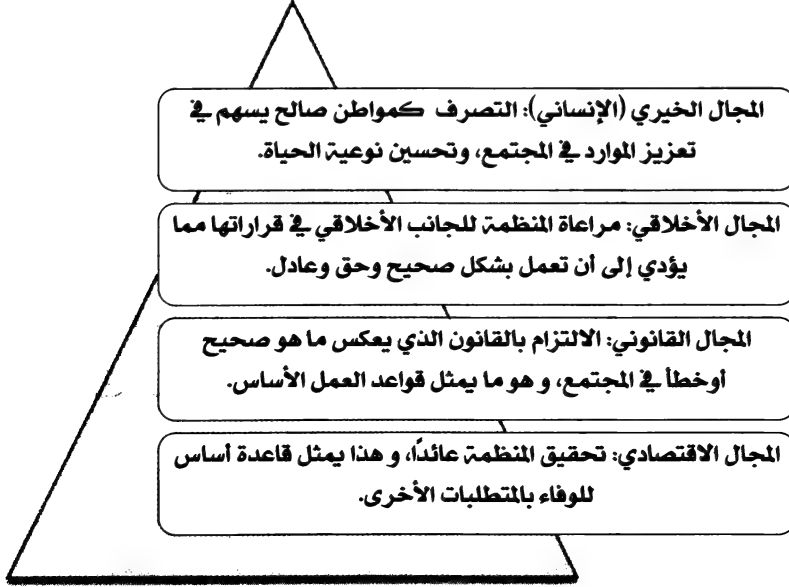 المجال الخيري (الإنساني): التصرف كمواطن صالح يسهم في
تعزيز الموارد في المجتمع، وتحسين نوعية الحياة.
المجال الأخلاقي: مراعاة المنظمة للجانب الأخلاقي في قراراتها مما
يؤدي إلى أن تعمل بشكل صحيح وحق وعادل.
المجال القانوني: الالتزام بالقانون الذي يعكس ما هو صحيح
أوخطأ في المجتمع، و هو ما يمثل قواعد العمل الأساس.
المجال الاقتصادي: تحقيق المنظمة عائدًا، و هذا يمثل قاعدة أساس
للوفاء بالمتطلبات الأخرى.